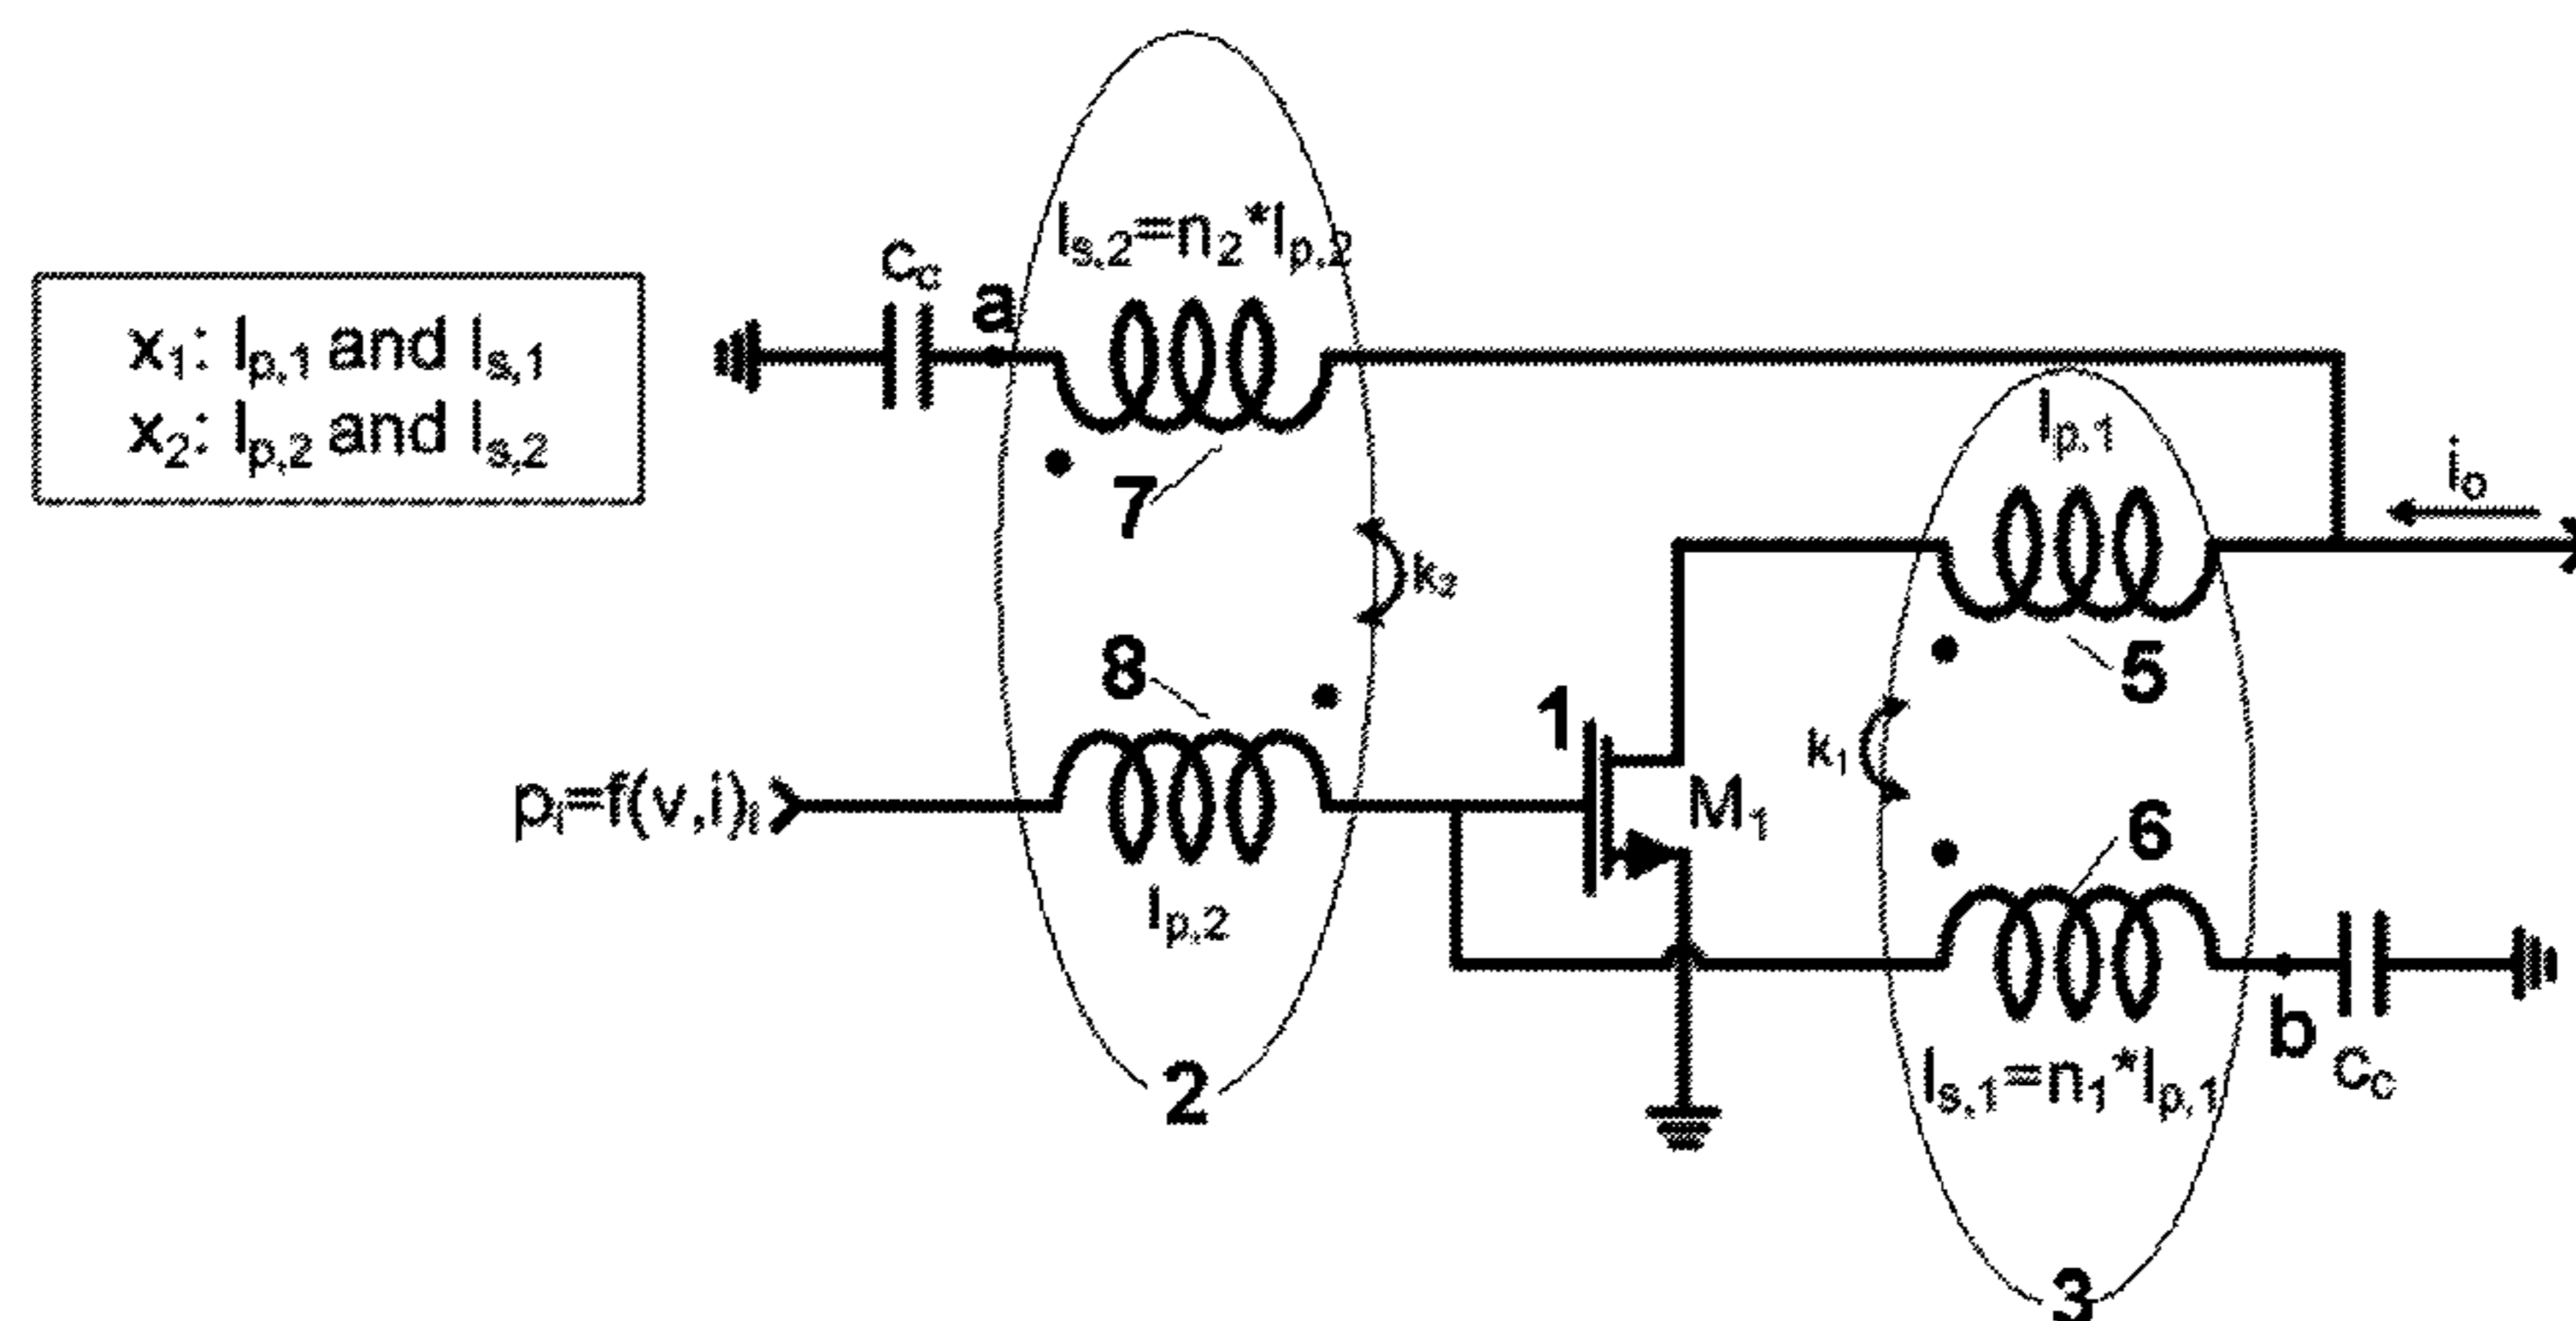 x₁: lₚ,₁ and lₛ,₁
x₂: lₚ,₂ and lₛ,₂
c_c
a
lₛ,₂=n₂*lₚ,₂
7
k₂
8
lₚ,₂
pᵢ=f(v,i)ᵢ
2
1
M₁
lₚ,₁
iₒ
5
k₁
6
lₛ,₁=n₁*lₚ,₁
b
c_c
3